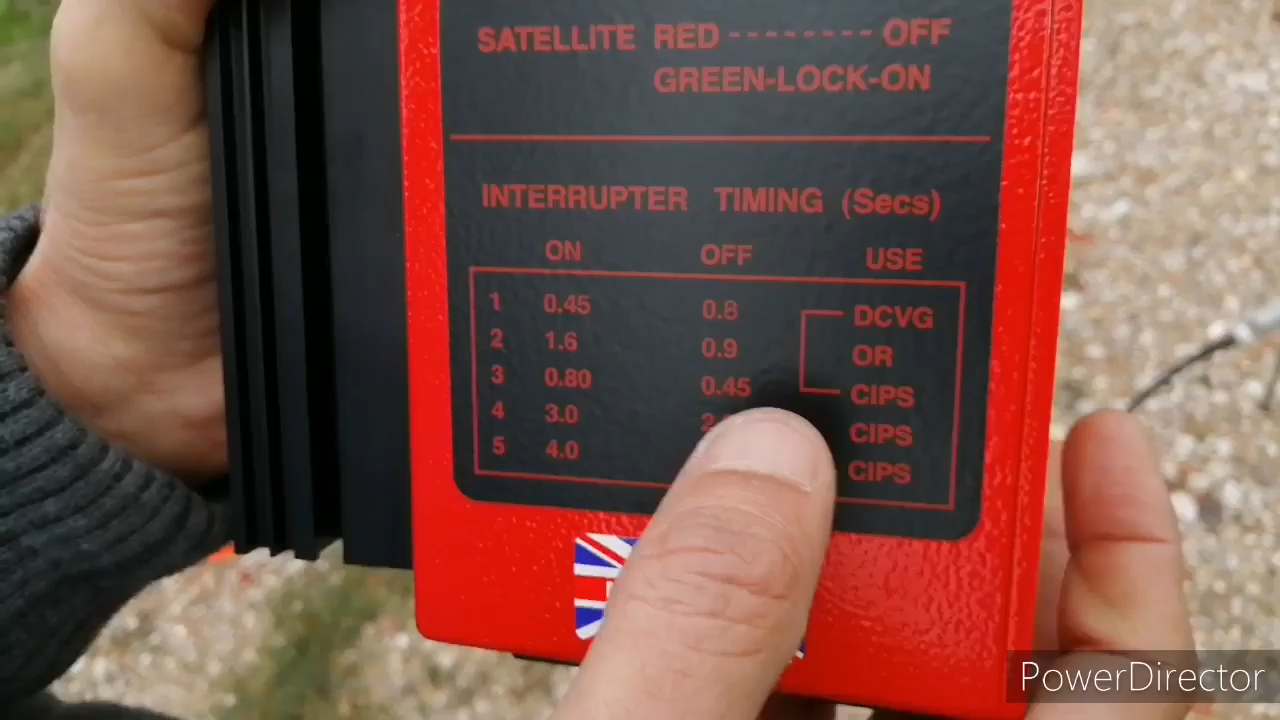 SATELLITE RED -------- OFF
GREEN-LOCK-ON
INTERRUPTER TIMING (Secs)
ON OFF USE
1 0.45 0.8 DCVG
2 1.6 0.9 OR
3 0.80 0.45 CIPS
4 3.0 CIPS
5 4.0 CIPS
PowerDirector